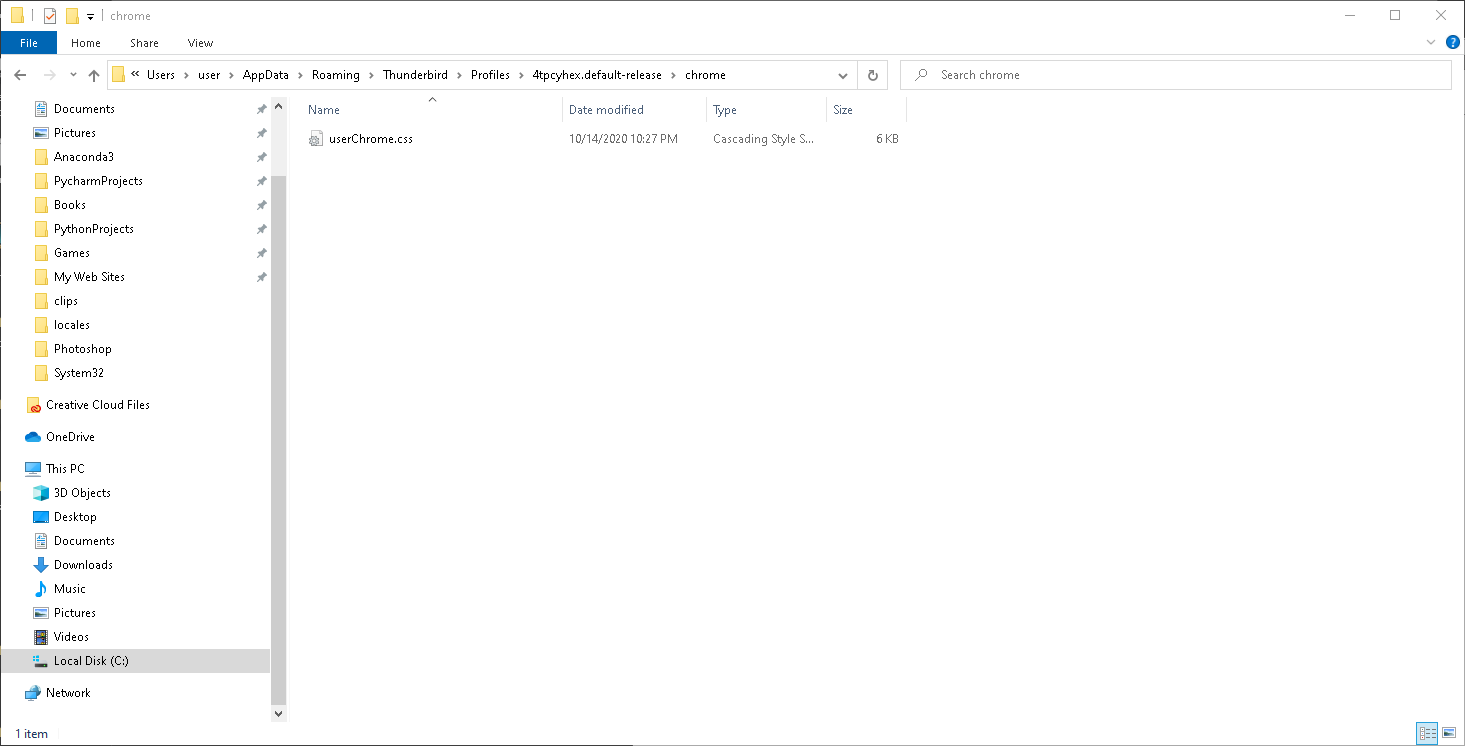 chrome
File Home Share View
« Users › user › AppData › Roaming › Thunderbird › Profiles › 4tpcyhex.default-release › chrome
Search chrome
Documents
Pictures
Anaconda3
PycharmProjects
Books
PythonProjects
Games
My Web Sites
clips
locales
Photoshop
System32
Creative Cloud Files
OneDrive
This PC
3D Objects
Desktop
Documents
Downloads
Music
Pictures
Videos
Local Disk (C:)
Network
Name Date modified Type Size
userChrome.css 10/14/2020 10:27 PM Cascading Style S... 6 KB
1 item